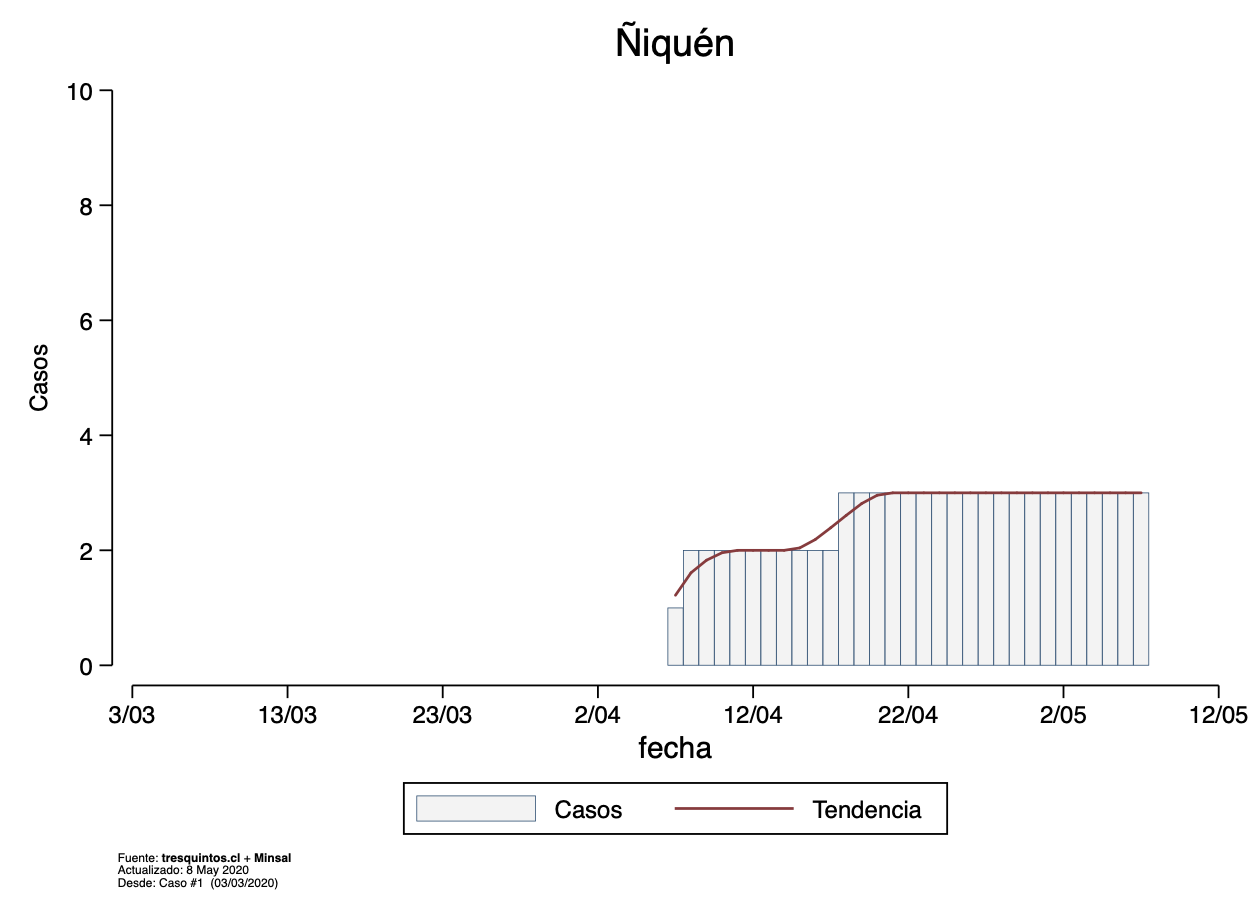 Ñiquén
10
8
6
4
2
0
Casos
3/03 13/03 23/03 2/04 12/04 22/04 2/05 12/05
fecha
Casos Tendencia
Fuente: tresquintos.cl + Minsal
Actualizado: 8 May 2020
Desde: Caso #1 (03/03/2020)